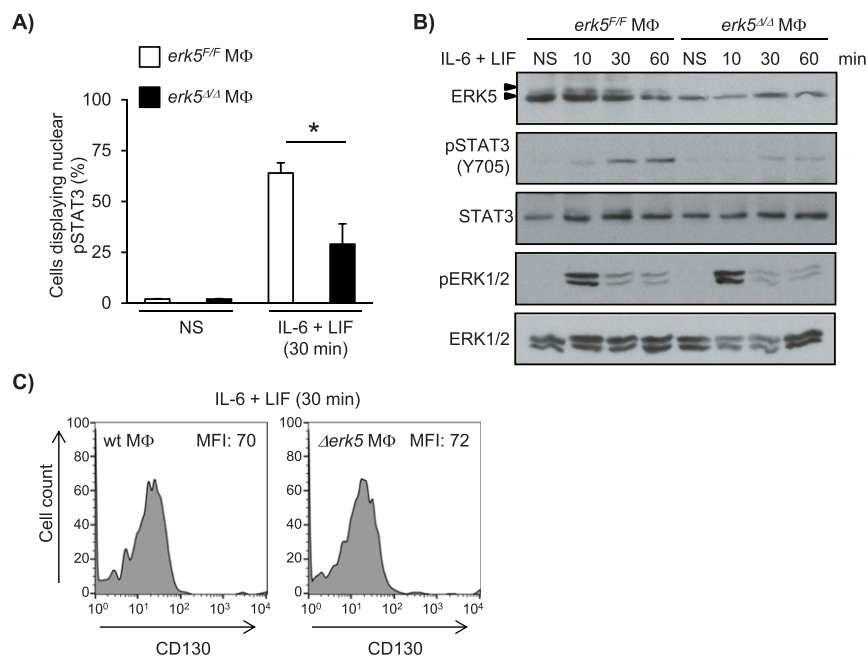 A)
erk5F/F MΦ
erk5Δ/Δ MΦ
Cells displaying nuclear
pSTAT3 (%)
100
75
50
25
0
*
NS
IL-6 + LIF
(30 min)
B)
erk5F/F MΦ
erk5Δ/Δ MΦ
IL-6 + LIF NS 10 30 60 NS 10 30 60 min
ERK5
pSTAT3
(Y705)
STAT3
pERK1/2
ERK1/2
C)
IL-6 + LIF (30 min)
Cell count
100
80
60
40
20
0
wt MΦ MFI: 70
10⁰ 10¹ 10² 10³ 10⁴
CD130
100
80
60
40
20
0
Δerk5 MΦ MFI: 72
10⁰ 10¹ 10² 10³ 10⁴
CD130